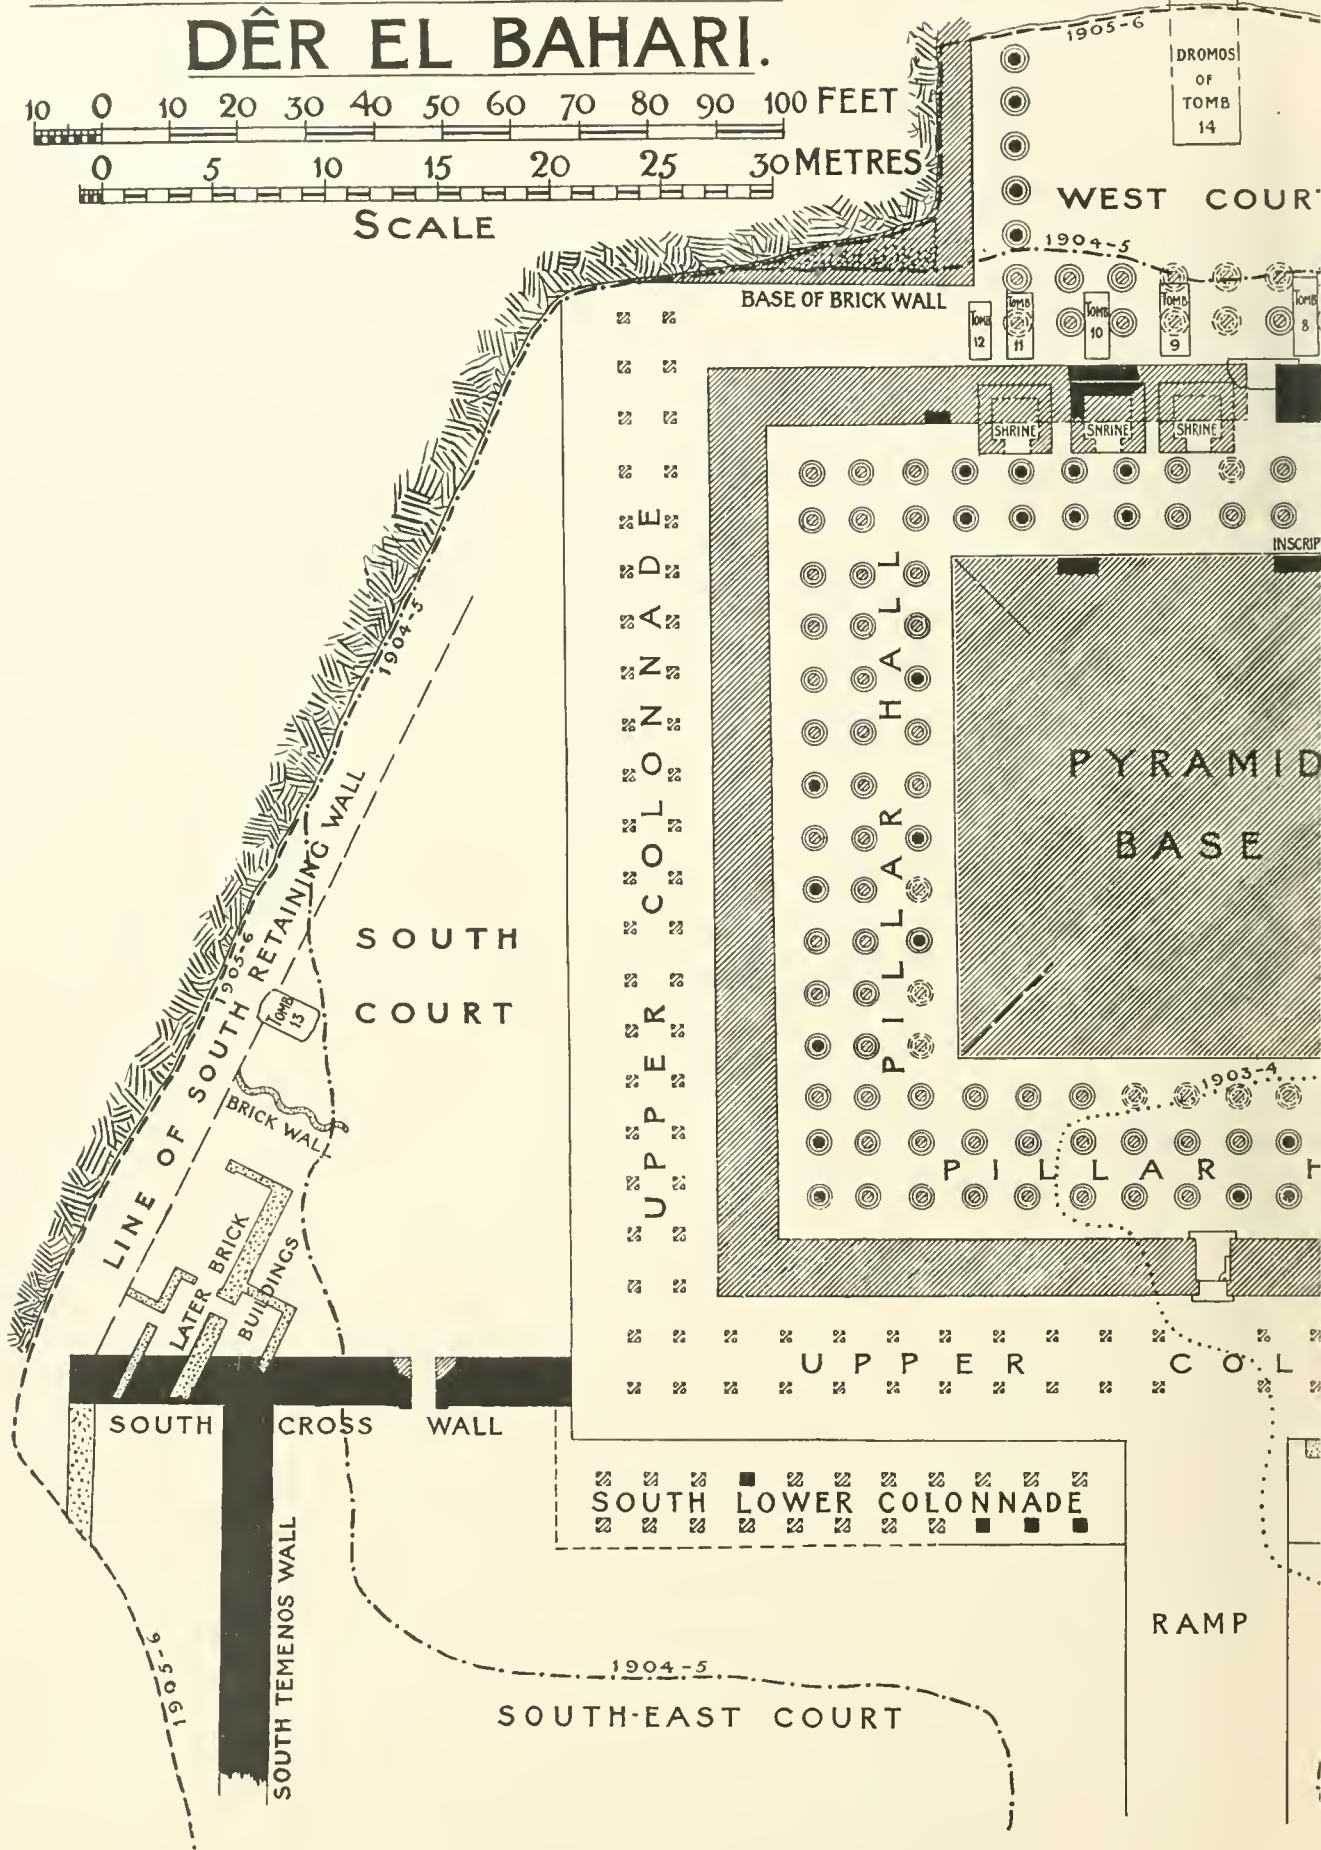 DÊR EL BAHARI.
10 0 10 20 30 40 50 60 70 80 90 100 FEET
0 5 10 15 20 25 30 METRES
SCALE
1905-6
DROMOS
OF
TOMB
14
WEST COURT
1904-5
BASE OF BRICK WALL
TOMB
12
TOMB
11
TOMB
10
TOMB
9
TOMB
8
SHRINE
SHRINE
SHRINE
INSCRIP
UPPER COLONNADE
PILLAR HALL
PYRAMID
BASE
1904-5
LINE OF SOUTH RETAINING WALL
1905-6
SOUTH
COURT
TOMB
13
BRICK WALL
LATER BRICK
BUILDINGS
1903-4
PILLAR H
UPPER COL
SOUTH CROSS WALL
SOUTH LOWER COLONNADE
SOUTH TEMENOS WALL
RAMP
1905-6
1904-5
SOUTH-EAST COURT